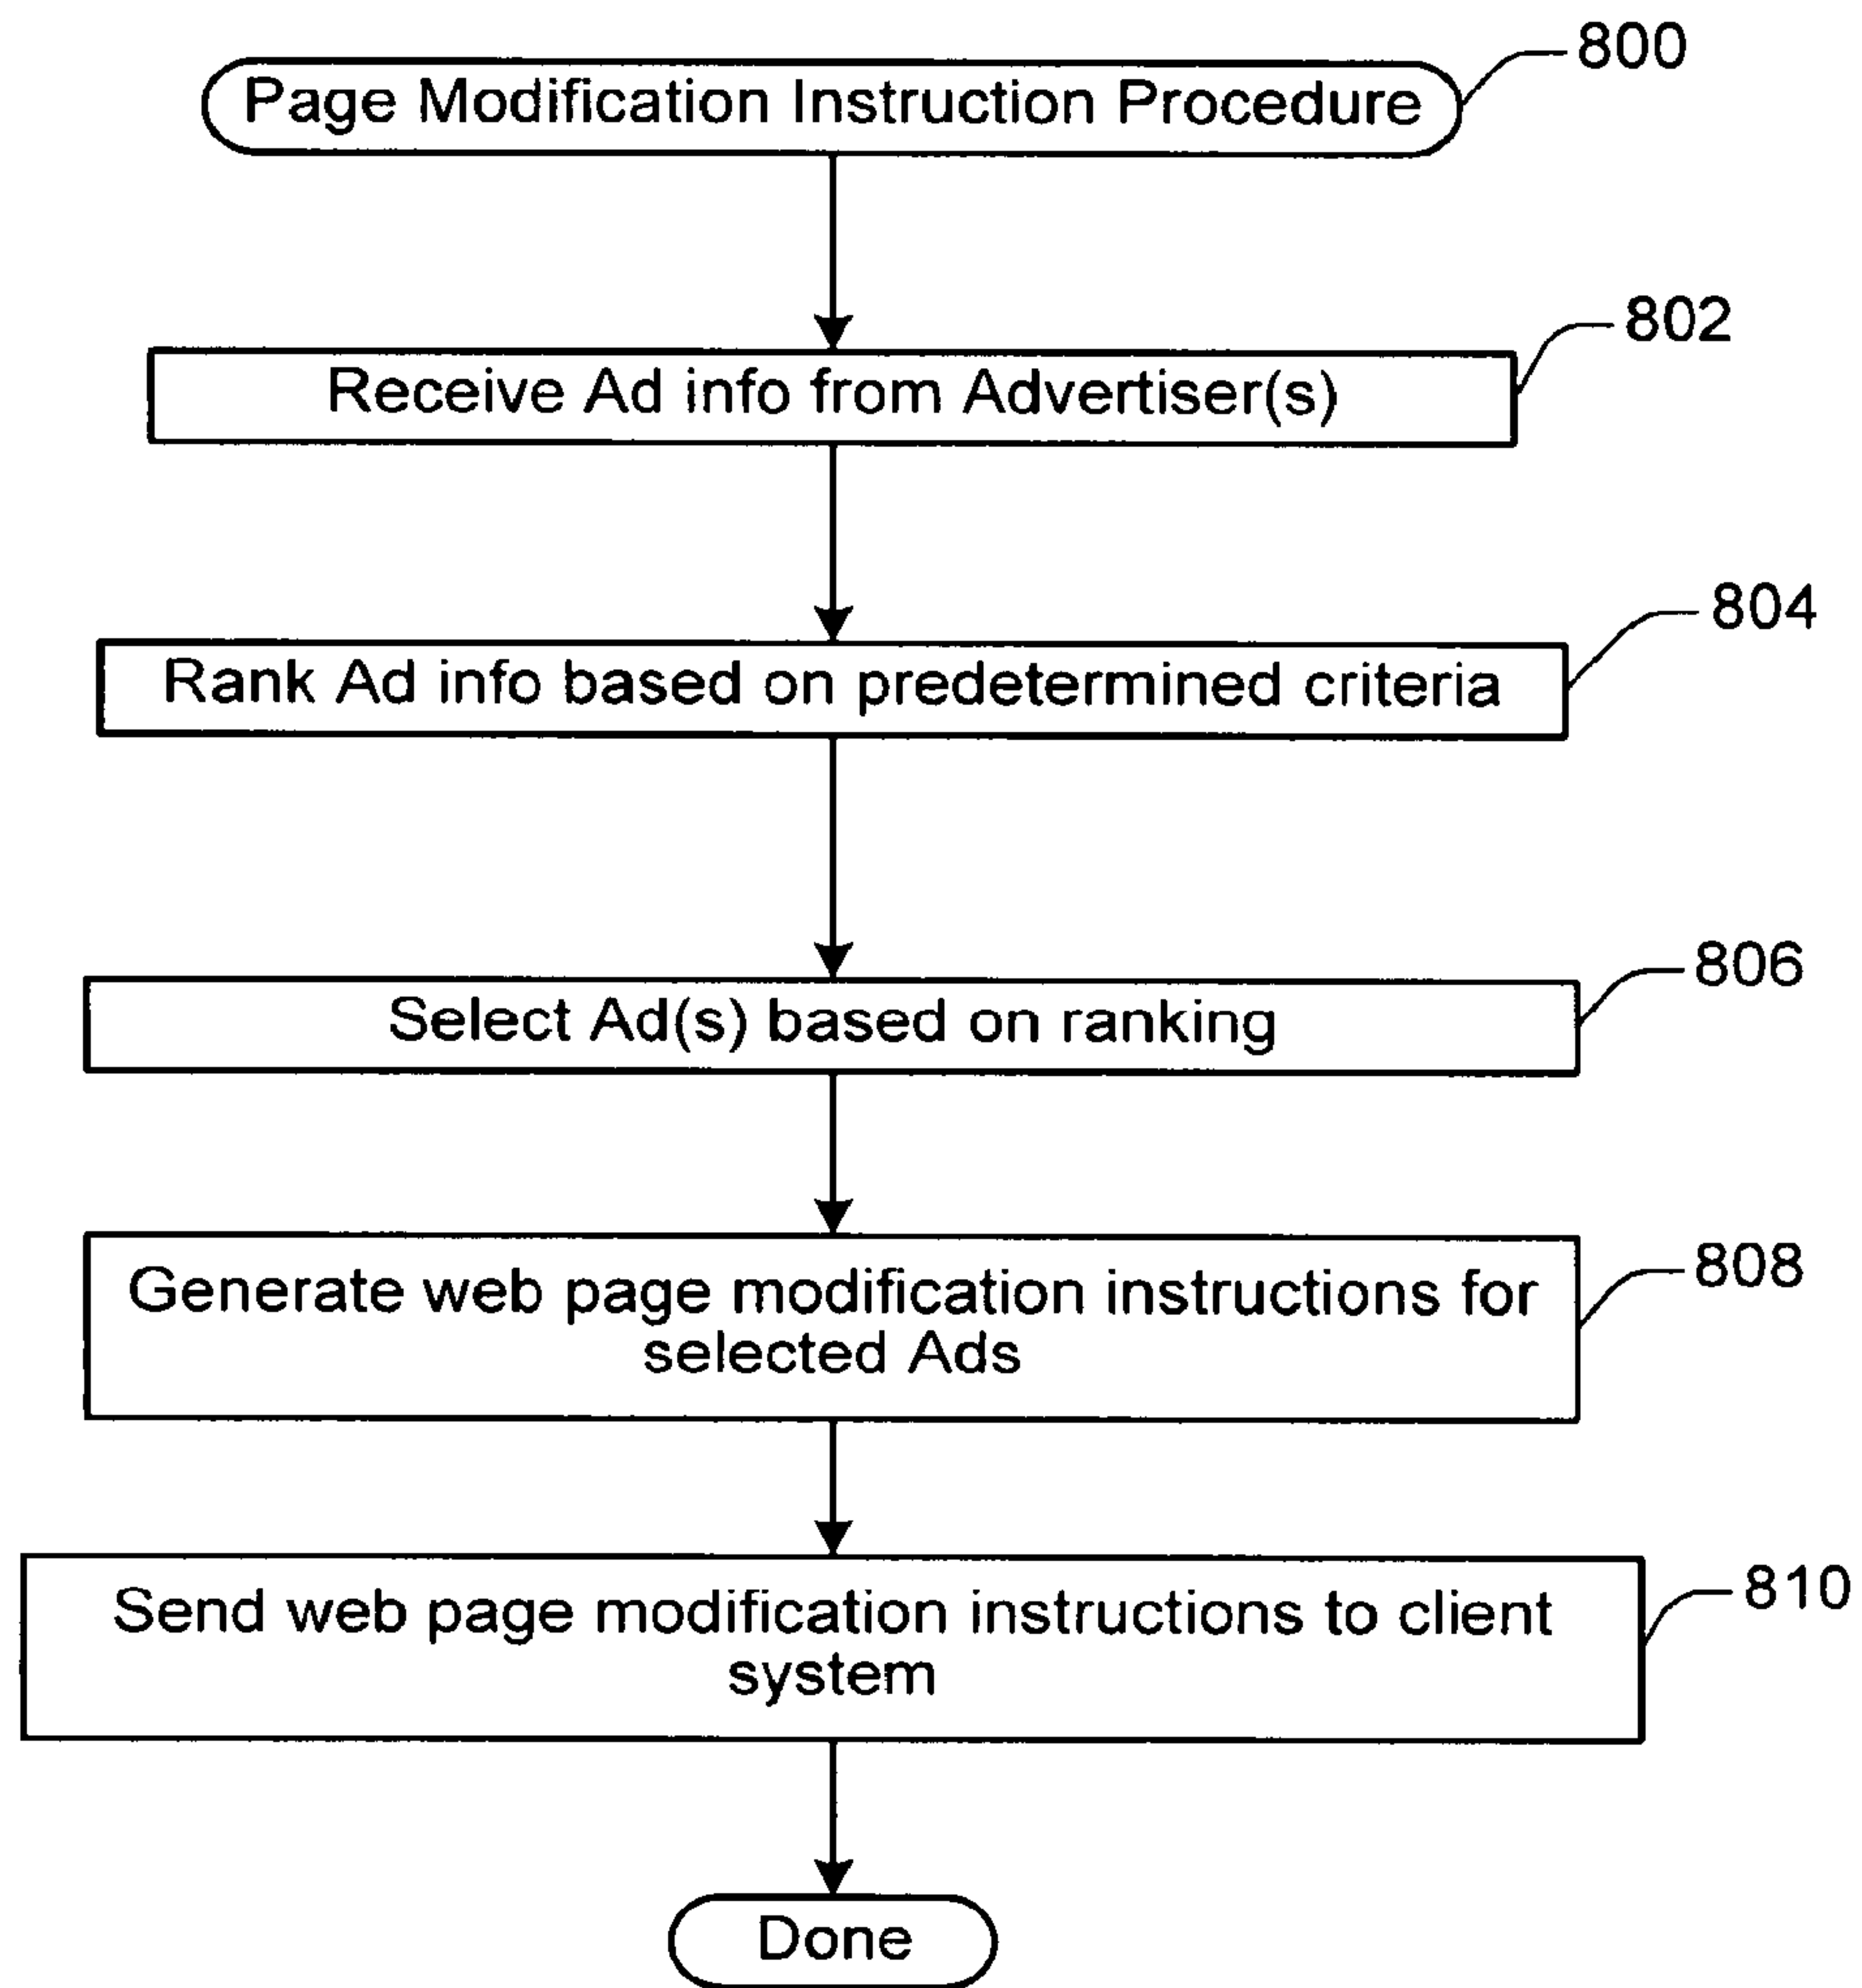 800
Page Modification Instruction Procedure
802
Receive Ad info from Advertiser(s)
804
Rank Ad info based on predetermined criteria
806
Select Ad(s) based on ranking
808
Generate web page modification instructions for
selected Ads
810
Send web page modification instructions to client
system
Done